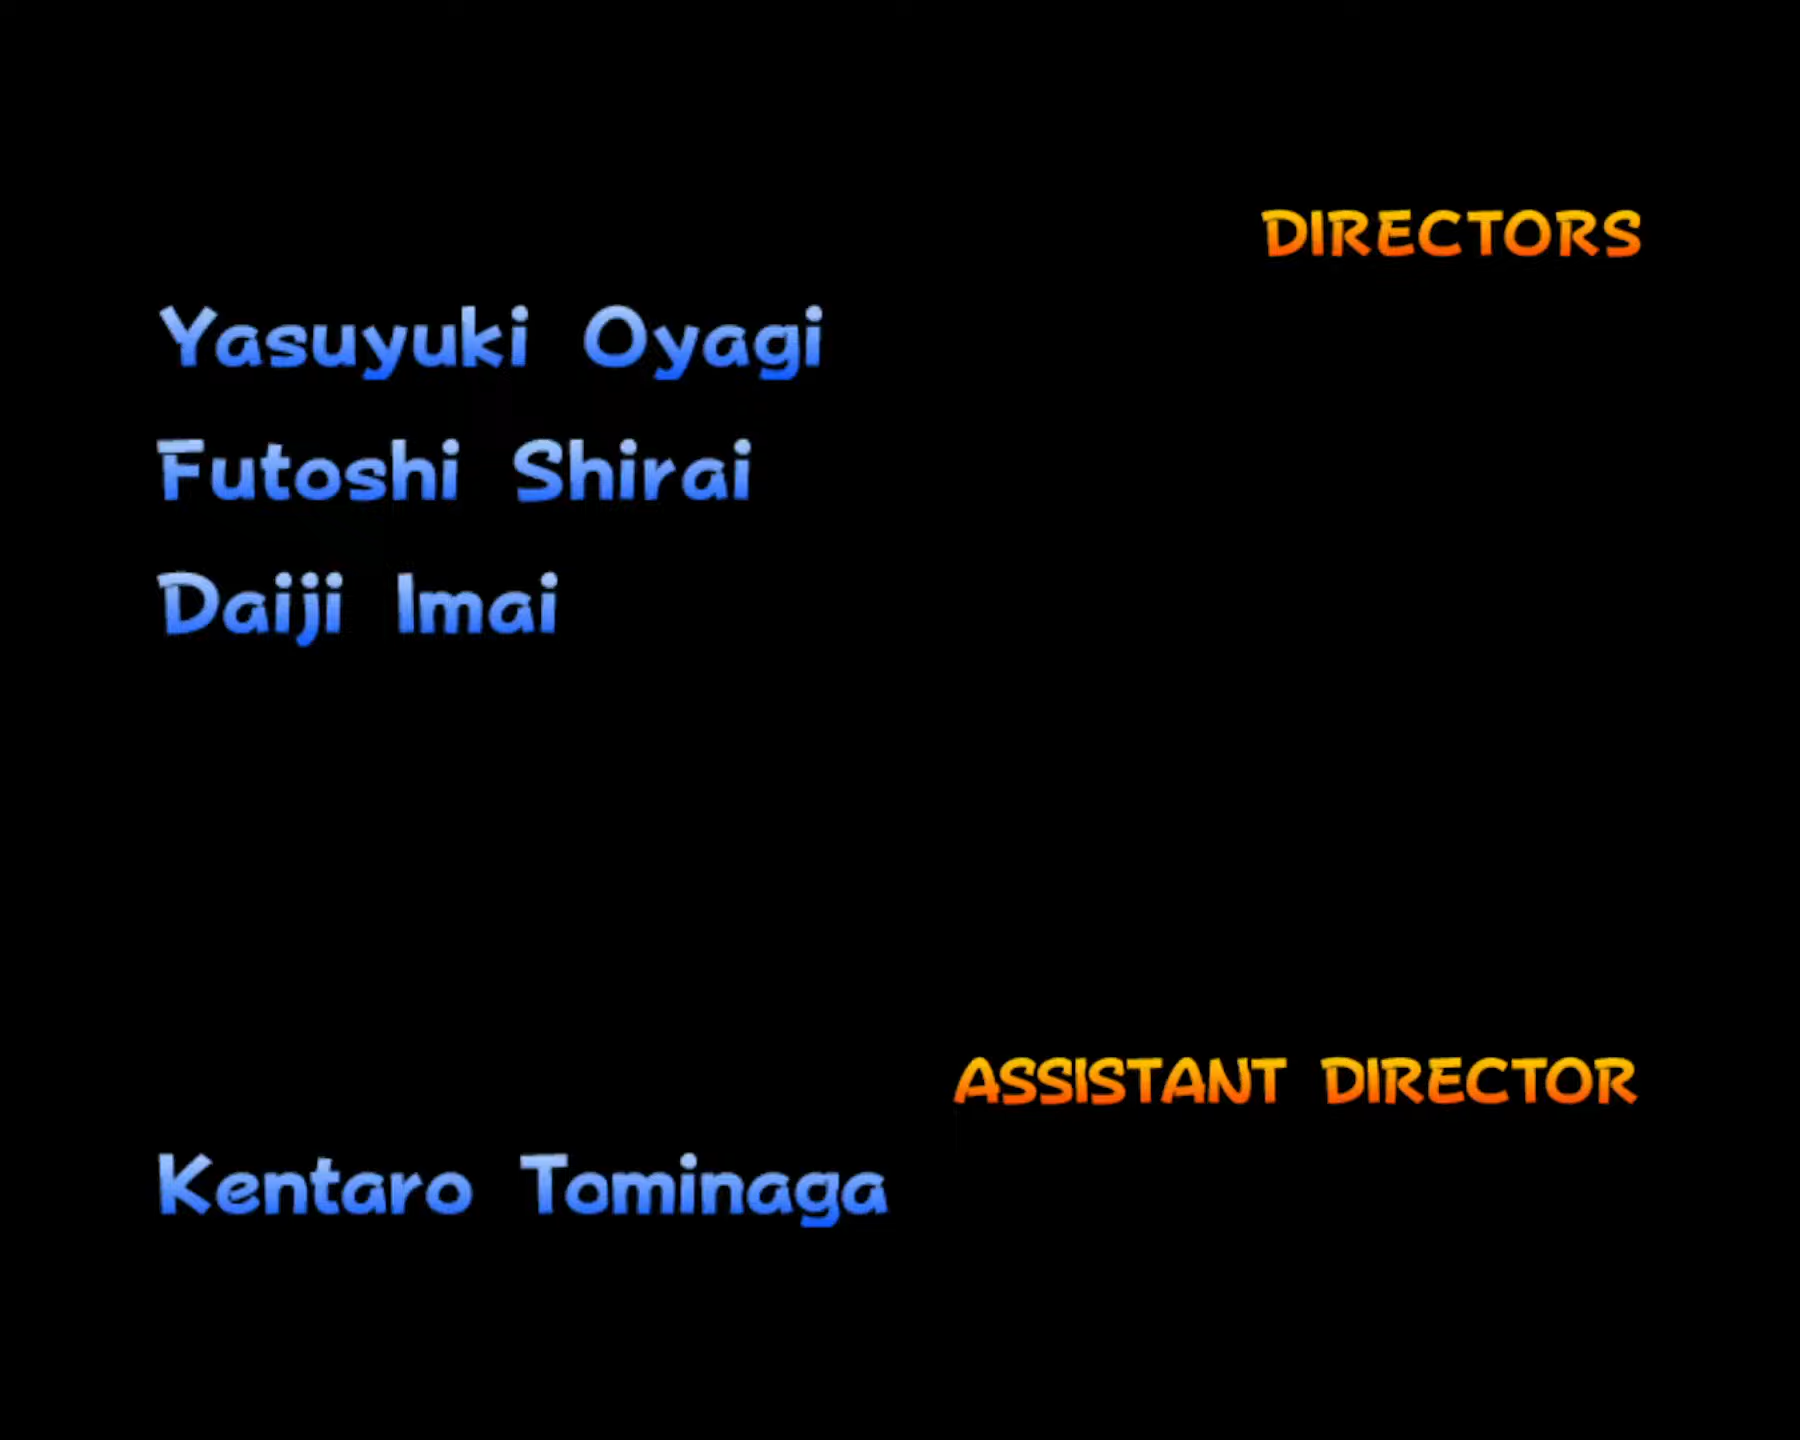 DIRECTORS
Yasuyuki Oyagi
Futoshi Shirai
Daiji Imai
ASSISTANT DIRECTOR
Kentaro Tominaga